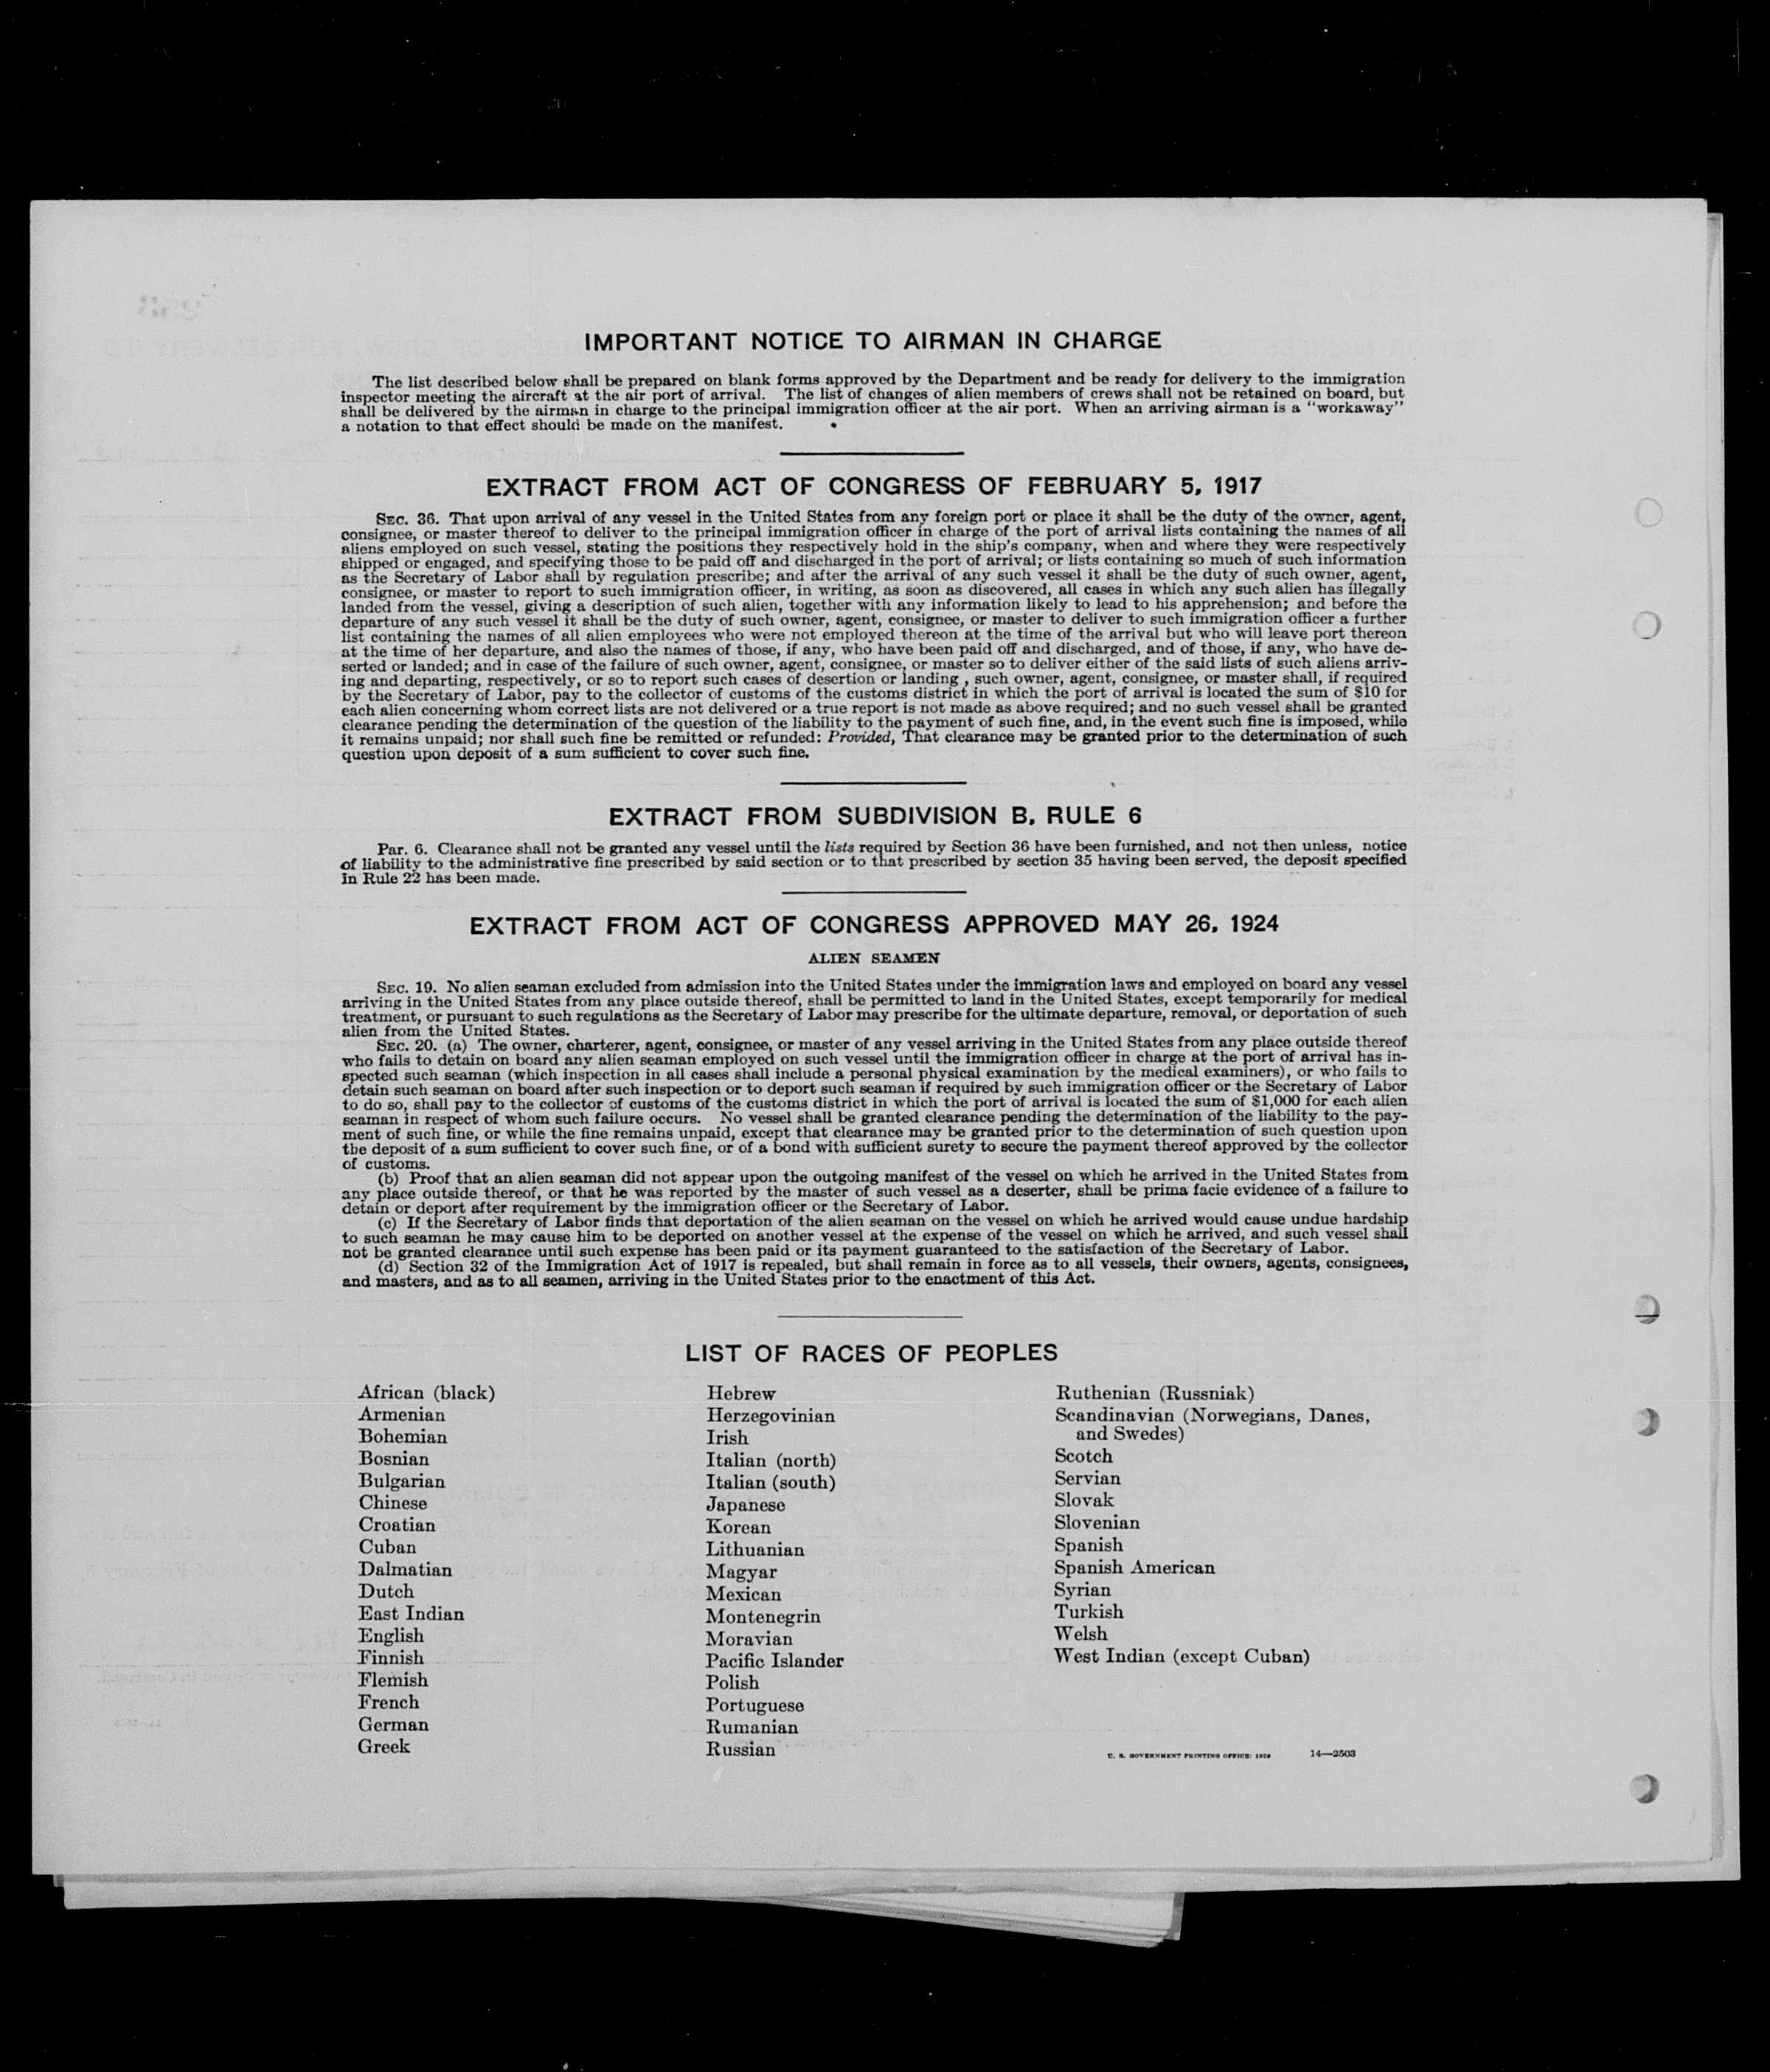 IMPORTANT NOTICE TO AIRMAN IN CHARGE
The list described below shall be prepared on blank forms approved by the Department and be ready for delivery to the immigration
inspector meeting the aircraft at the air port of arrival. The list of changes of alien members of crews shall not be retained on board, but
shall be delivered by the airman in charge to the principal immigration officer at the air port. When an arriving airman is a "workaway"
a notation to that effect should be made on the manifest.
EXTRACT FROM ACT OF CONGRESS OF FEBRUARY 5, 1917
SEC. 36. That upon arrival of any vessel in the United States from any foreign port or place it shall be the duty of the owner, agent,
consignee, or master thereof to deliver to the principal immigration officer in charge of the port of arrival lists containing the names of all
aliens employed on such vessel, stating the positions they respectively hold in the ship's company, when and where they were respectively
shipped or engaged, and specifying those to be paid off and discharged in the port of arrival; or lists containing so much of such information
as the Secretary of Labor shall by regulation prescribe; and after the arrival of any such vessel it shall be the duty of such owner, agent,
consignee, or master to report to such immigration officer, in writing, as soon as discovered, all cases in which any such alien has illegally
landed from the vessel, giving a description of such alien, together with any information likely to lead to his apprehension; and before the
departure of any such vessel it shall be the duty of such owner, agent, consignee, or master to deliver to such immigration officer a further
list containing the names of all alien employees who were not employed thereon at the time of the arrival but who will leave port thereon
at the time of her departure, and also the names of those, if any, who have been paid off and discharged, and of those, if any, who have de-
serted or landed; and in case of the failure of such owner, agent, consignee, or master so to deliver either of the said lists of such aliens arriv-
ing and departing, respectively, or so to report such cases of desertion or landing , such owner, agent, consignee, or master shall, if required
by the Secretary of Labor, pay to the collector of customs of the customs district in which the port of arrival is located the sum of $10 for
each alien concerning whom correct lists are not delivered or a true report is not made as above required; and no such vessel shall be granted
clearance pending the determination of the question of the liability to the payment of such fine, and, in the event such fine is imposed, while
it remains unpaid; nor shall such fine be remitted or refunded: Provided, That clearance may be granted prior to the determination of such
question upon deposit of a sum sufficient to cover such fine.
EXTRACT FROM SUBDIVISION B, RULE 6
Par. 6. Clearance shall not be granted any vessel until the lists required by Section 36 have been furnished, and not then unless, notice
of liability to the administrative fine prescribed by said section or to that prescribed by section 35 having been served, the deposit specified
in Rule 22 has been made.
EXTRACT FROM ACT OF CONGRESS APPROVED MAY 26, 1924
ALIEN SEAMEN
SEC. 19. No alien seaman excluded from admission into the United States under the immigration laws and employed on board any vessel
arriving in the United States from any place outside thereof, shall be permitted to land in the United States, except temporarily for medical
treatment, or pursuant to such regulations as the Secretary of Labor may prescribe for the ultimate departure, removal, or deportation of such
alien from the United States.
SEC. 20. (a) The owner, charterer, agent, consignee, or master of any vessel arriving in the United States from any place outside thereof
who fails to detain on board any alien seaman employed on such vessel until the immigration officer in charge at the port of arrival has in-
spected such seaman (which inspection in all cases shall include a personal physical examination by the medical examiners), or who fails to
detain such seaman on board after such inspection or to deport such seaman if required by such immigration officer or the Secretary of Labor
to do so, shall pay to the collector of customs of the customs district in which the port of arrival is located the sum of $1,000 for each alien
seaman in respect of whom such failure occurs. No vessel shall be granted clearance pending the determination of the liability to the pay-
ment of such fine, or while the fine remains unpaid, except that clearance may be granted prior to the determination of such question upon
the deposit of a sum sufficient to cover such fine, or of a bond with sufficient surety to secure the payment thereof approved by the collector
of customs.
(b) Proof that an alien seaman did not appear upon the outgoing manifest of the vessel on which he arrived in the United States from
any place outside thereof, or that he was reported by the master of such vessel as a deserter, shall be prima facie evidence of a failure to
detain or deport after requirement by the immigration officer or the Secretary of Labor.
(c) If the Secretary of Labor finds that deportation of the alien seaman on the vessel on which he arrived would cause undue hardship
to such seaman he may cause him to be deported on another vessel at the expense of the vessel on which he arrived, and such vessel shall
not be granted clearance until such expense has been paid or its payment guaranteed to the satisfaction of the Secretary of Labor.
(d) Section 32 of the Immigration Act of 1917 is repealed, but shall remain in force as to all vessels, their owners, agents, consignees,
and masters, and as to all seamen, arriving in the United States prior to the enactment of this Act.
LIST OF RACES OF PEOPLES
African (black)
Armenian
Bohemian
Bosnian
Bulgarian
Chinese
Croatian
Cuban
Dalmatian
Dutch
East Indian
English
Finnish
Flemish
French
German
Greek
Hebrew
Herzegovinian
Irish
Italian (north)
Italian (south)
Japanese
Korean
Lithuanian
Magyar
Mexican
Montenegrin
Moravian
Pacific Islander
Polish
Portuguese
Rumanian
Russian
Ruthenian (Russniak)
Scandinavian (Norwegians, Danes,
and Swedes)
Scotch
Servian
Slovak
Slovenian
Spanish
Spanish American
Syrian
Turkish
Welsh
West Indian (except Cuban)
U. S. GOVERNMENT PRINTING OFFICE: 1929 14—2503